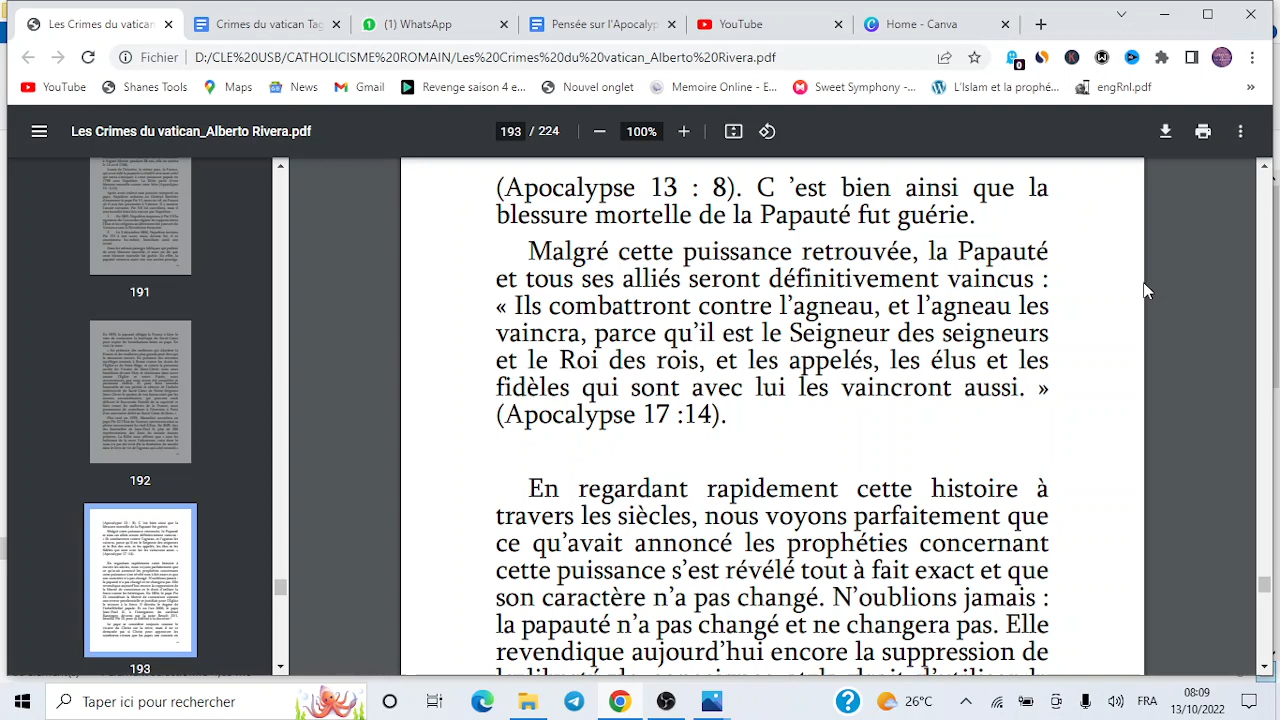 Les Crimes du vatican
Crimes du vatican Tag
(1) WhatsApp
Pensée sur l'Apocalyp
YouTube
Home - Canva
Fichier
D:/CLE%20USB/CATHOLICISME%20ROMAIN/Les%20Crimes%20du%20vatican_Alberto%20Rivera.pdf
0
YouTube
Shanes Tools
Maps
News
Gmail
Revenge saison 4 e...
Nouvel onglet
Memoire Online - E...
Sweet Symphony -...
L'Islam et la prophé...
engRnl.pdf
»
Les Crimes du vatican_Alberto Rivera.pdf
193 / 224
100%
191
192
193
(Apocalypse 13 : 8). C 'est bien ainsi que la
blessure mortelle de la Papauté fut guérie.
Malgré cette puissance retrouvée, la Papauté
et tous ses alliés seront définitivement vaincus :
« Ils combattront contre l'agneau, et l'agneau les
vaincra, parce qu'il est le Seigneur des seigneurs
et le Roi des rois, et les appelés, les élus et les
fidèles qui sont avec lui les vaincront aussi. »
(Apocalypse 17 :14).
En regardant rapidement cette histoire à
travers les siècles, nous voyons parfaitement que
ce qu'avait annoncé les prophéties concernant
cette puissance s'est révélé tout à fait exact et que
son caractère n'a pas changé. N'oublions jamais :
la papauté n'a pas changé et ne changera pas. Elle
revendique aujourd'hui encore la suppression de
Taper ici pour rechercher
26°C
FRA
08:09
13/10/2022